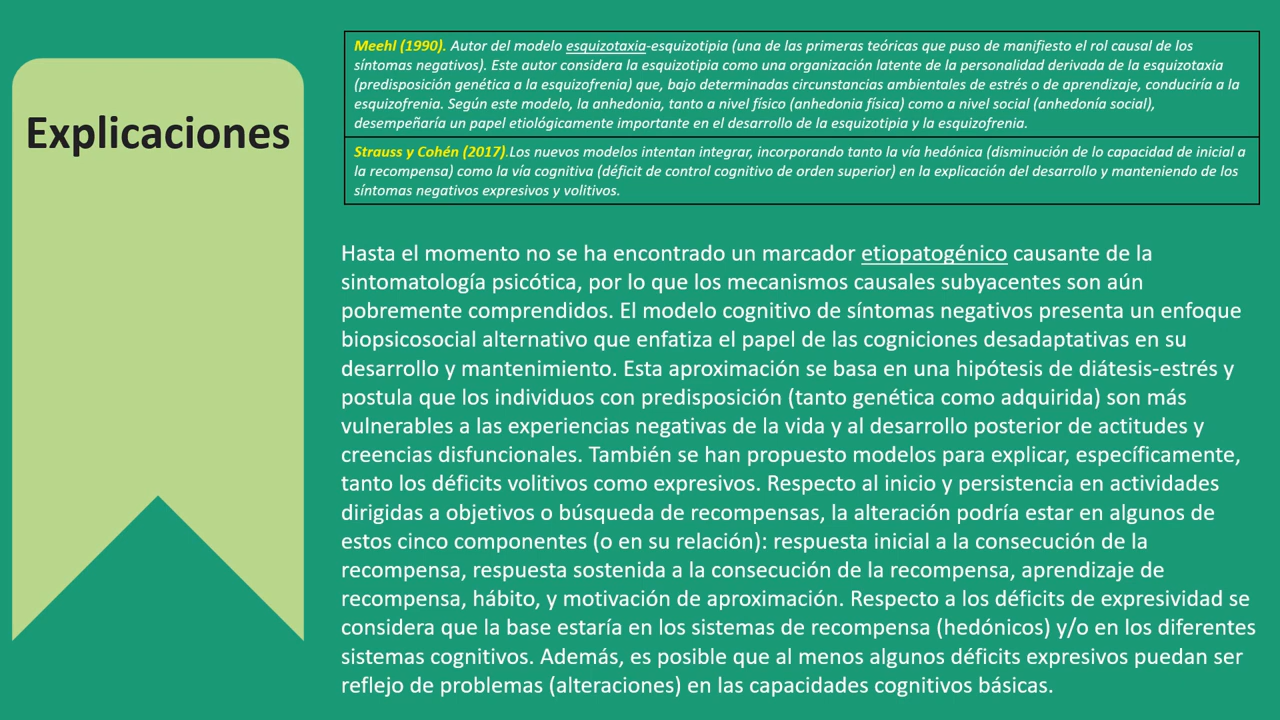 Explicaciones
Meehl (1990). Autor del modelo esquizotaxia-esquizotipia (una de las primeras teóricas que puso de manifiesto el rol causal de los
síntomas negativos). Este autor considera la esquizotipia como una organización latente de la personalidad derivada de la esquizotaxia
(predisposición genética a la esquizofrenia) que, bajo determinadas circunstancias ambientales de estrés o de aprendizaje, conduciría a la
esquizofrenia. Según este modelo, la anhedonia, tanto a nivel físico (anhedonia física) como a nivel social (anhedonía social),
desempeñaría un papel etiológicamente importante en el desarrollo de la esquizotipia y la esquizofrenia.
Strauss y Cohén (2017).Los nuevos modelos intentan integrar, incorporando tanto la vía hedónica (disminución de lo capacidad de inicial a
la recompensa) como la vía cognitiva (déficit de control cognitivo de orden superior) en la explicación del desarrollo y manteniendo de los
síntomas negativos expresivos y volitivos.
Hasta el momento no se ha encontrado un marcador etiopatogénico causante de la
sintomatología psicótica, por lo que los mecanismos causales subyacentes son aún
pobremente comprendidos. El modelo cognitivo de síntomas negativos presenta un enfoque
biopsicosocial alternativo que enfatiza el papel de las cogniciones desadaptativas en su
desarrollo y mantenimiento. Esta aproximación se basa en una hipótesis de diátesis-estrés y
postula que los individuos con predisposición (tanto genética como adquirida) son más
vulnerables a las experiencias negativas de la vida y al desarrollo posterior de actitudes y
creencias disfuncionales. También se han propuesto modelos para explicar, específicamente,
tanto los déficits volitivos como expresivos. Respecto al inicio y persistencia en actividades
dirigidas a objetivos o búsqueda de recompensas, la alteración podría estar en algunos de
estos cinco componentes (o en su relación): respuesta inicial a la consecución de la
recompensa, respuesta sostenida a la consecución de la recompensa, aprendizaje de
recompensa, hábito, y motivación de aproximación. Respecto a los déficits de expresividad se
considera que la base estaría en los sistemas de recompensa (hedónicos) y/o en los diferentes
sistemas cognitivos. Además, es posible que al menos algunos déficits expresivos puedan ser
reflejo de problemas (alteraciones) en las capacidades cognitivos básicas.